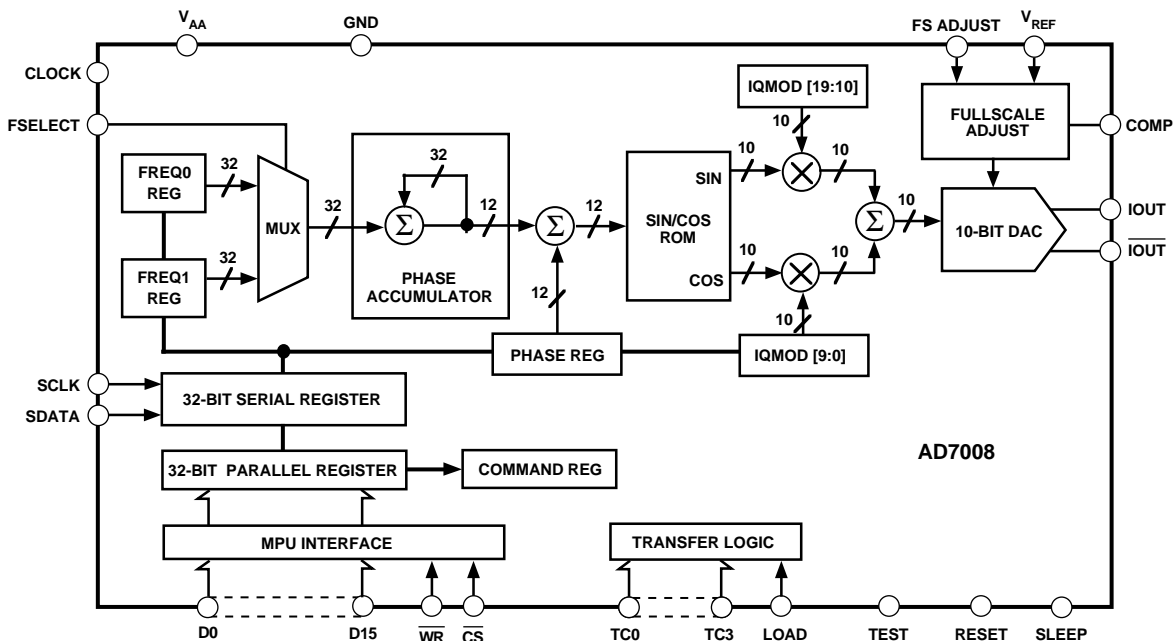 V_AA
GND
FS ADJUST
V_REF
CLOCK
IQMOD [19:10]
FULLSCALE
ADJUST
FSELECT
COMP
10
32
10
10
FREQ0
REG
32
32
12
12
SIN
10
MUX
Σ
Σ
SIN/COS
ROM
Σ
10-BIT DAC
IOUT
IOUT
FREQ1
REG
32
PHASE
ACCUMULATOR
12
COS
10
10
10
PHASE REG
IQMOD [9:0]
SCLK
32-BIT SERIAL REGISTER
SDATA
AD7008
32-BIT PARALLEL REGISTER
COMMAND REG
MPU INTERFACE
TRANSFER LOGIC
D0
D15
WR
CS
TC0
TC3
LOAD
TEST
RESET
SLEEP